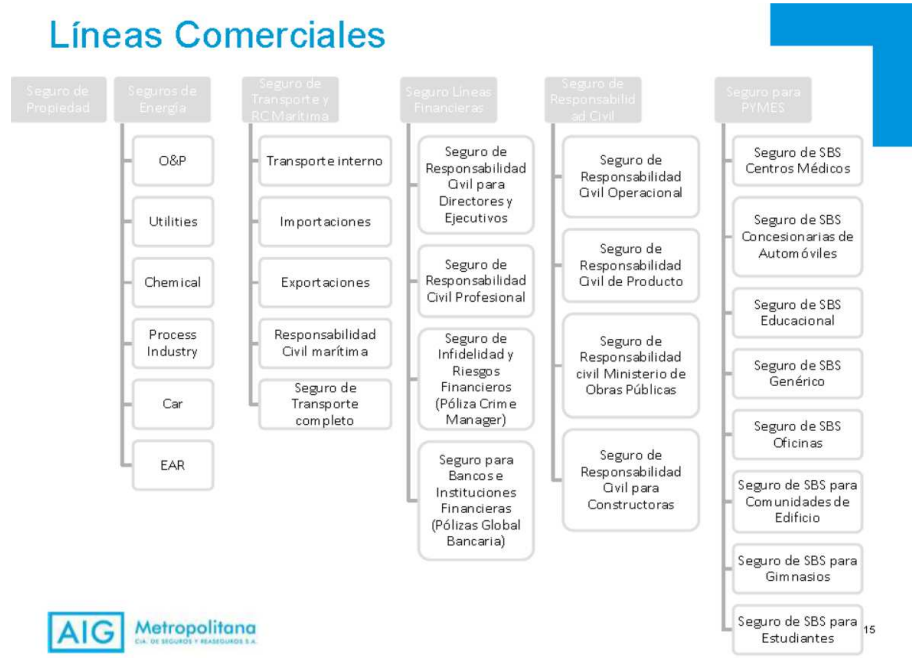 Líneas Comerciales
Seguro de
Propiedad
Seguros de
Energía
O&P
Utilities
Chemical
Process
Industry
Car
EAR
Seguro de
Transporte y
RC Marítima
Transporte interno
Importaciones
Exportaciones
Responsabilidad
Civil marítima
Seguro de
Transporte
completo
Seguro Líneas
Financieras
Seguro de
Responsabilidad
Civil para
Directores y
Ejecutivos
Seguro de
Responsabilidad
Civil Profesional
Seguro de
Infidelidad y
Riesgos
Financieros
(Póliza Crime
Manager)
Seguro para
Bancos e
Instituciones
Financieras
(Pólizas Global
Bancaria)
Seguro de
Responsabilid
ad Civil
Seguro de
Responsabilidad
Civil Operacional
Seguro de
Responsabilidad
Civil de Producto
Seguro de
Responsabilidad
civil Ministerio de
Obras Públicas
Seguro de
Responsabilidad
Civil para
Constructoras
Seguro para
PYMES
Seguro de SBS
Centros Médicos
Seguro de SBS
Concesionarias de
Automóviles
Seguro de SBS
Educacional
Seguro de SBS
Genérico
Seguro de SBS
Oficinas
Seguro de SBS para
Comunidades de
Edificio
Seguro de SBS para
Gimnasios
Seguro de SBS para
Estudiantes
15
AIG
Metropolitana
CIA. DE SEGUROS Y REASEGUROS S.A.